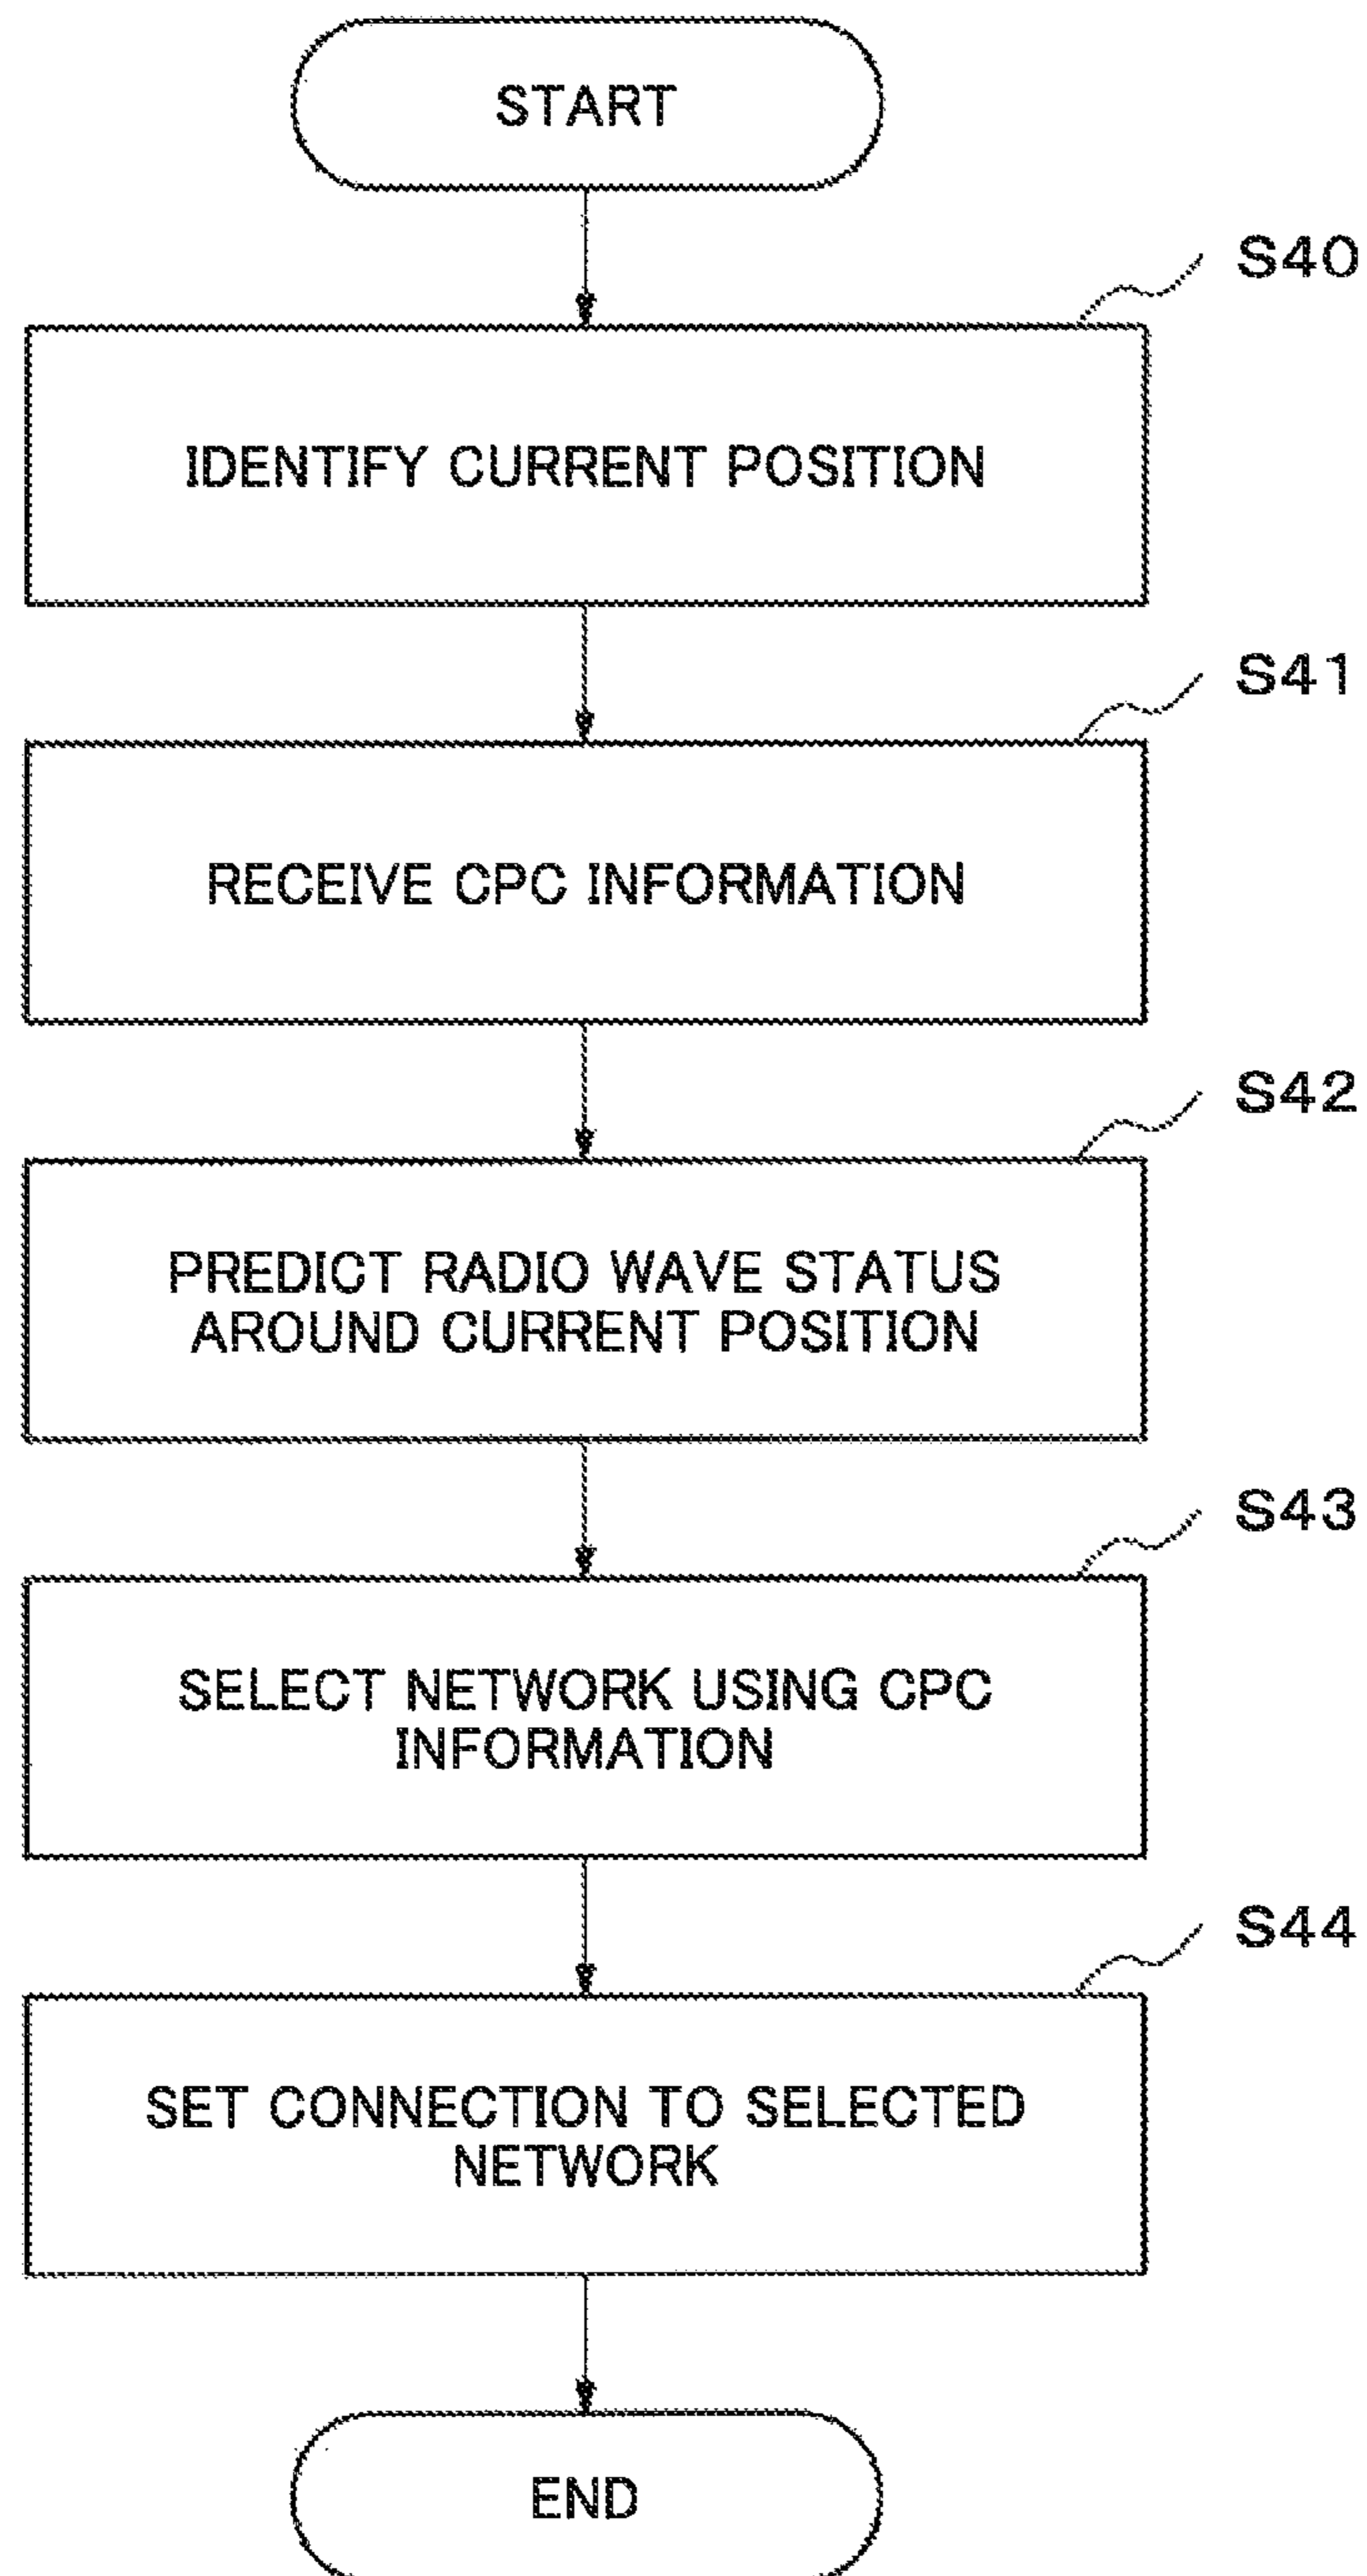 START
S40
IDENTIFY CURRENT POSITION
S41
RECEIVE CPC INFORMATION
S42
PREDICT RADIO WAVE STATUS
AROUND CURRENT POSITION
S43
SELECT NETWORK USING CPC
INFORMATION
S44
SET CONNECTION TO SELECTED
NETWORK
END